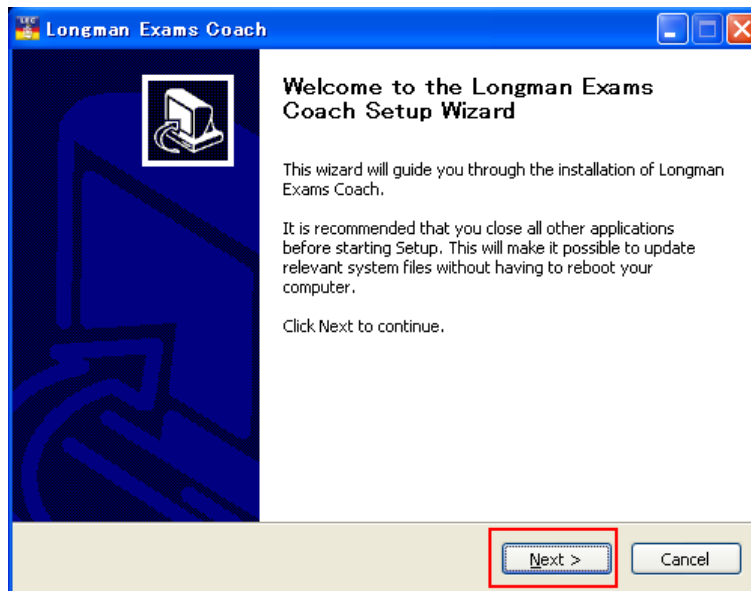 LEC
Longman Exams Coach
Welcome to the Longman Exams
Coach Setup Wizard
This wizard will guide you through the installation of Longman
Exams Coach.
It is recommended that you close all other applications
before starting Setup. This will make it possible to update
relevant system files without having to reboot your
computer.
Click Next to continue.
Next >
Cancel